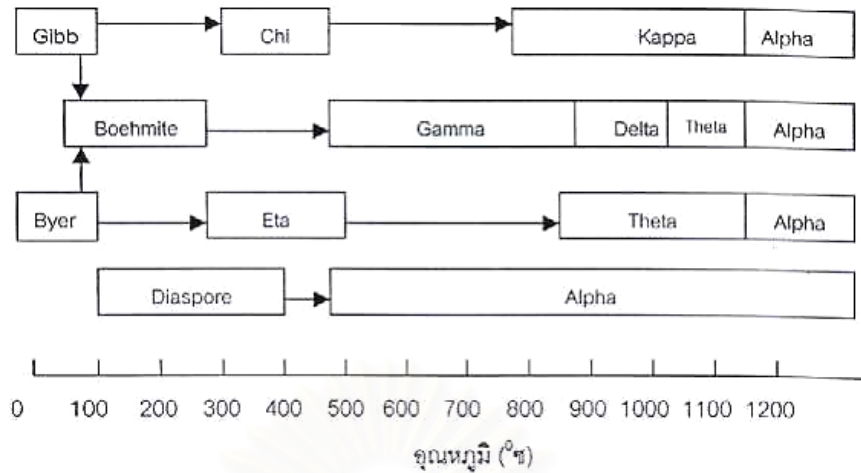 Gibb Chi Kappa Alpha
Boehmite Gamma Delta Theta Alpha
Byer Eta Theta Alpha
Diaspore Alpha
0 100 200 300 400 500 600 700 800 900 1000 1100 1200
อุณหภูมิ (⁰ซ)